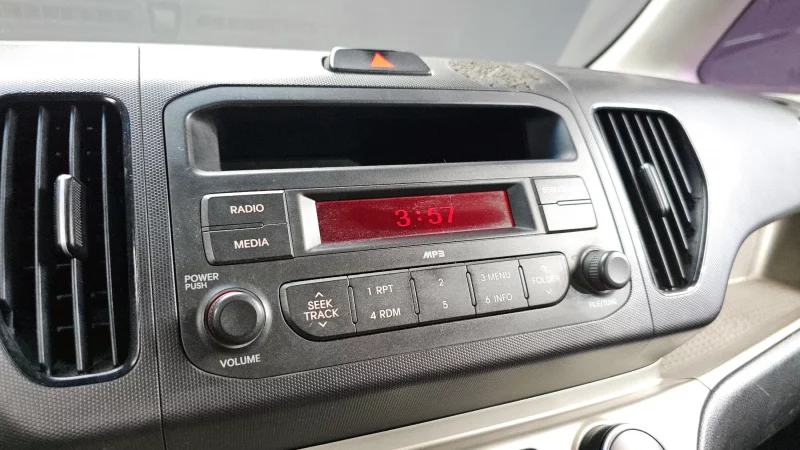 RADIO
3:57
MEDIA
MP3
POWER
PUSH
SEEK
TRACK
1 RPT
2
3 MENU
FOLDER
4 RDM
5
6 INFO
VOLUME